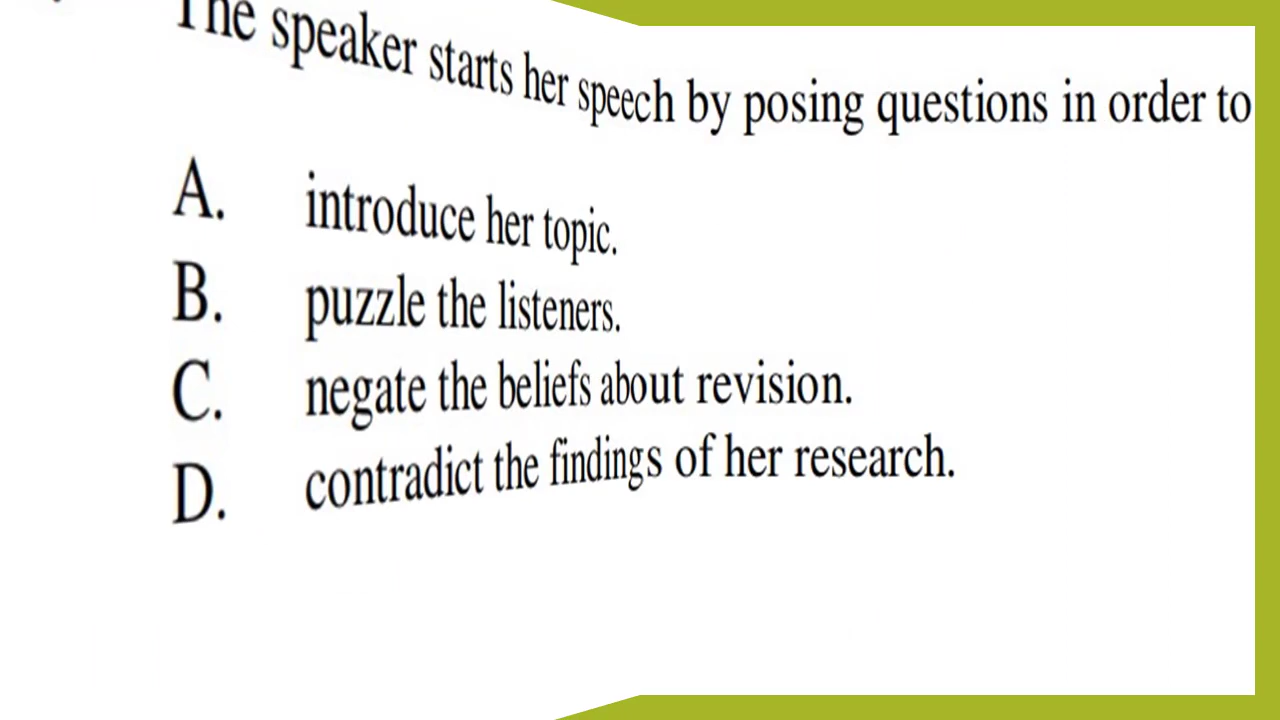 The speaker starts her speech by posing questions in order to
A. introduce her topic.
B. puzzle the listeners.
C. negate the beliefs about revision.
D. contradict the findings of her research.